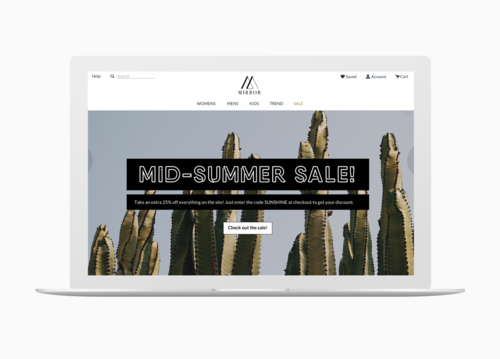 Help
Search
Saved
Account
Cart
MIRROR
WOMENS
MENS
KIDS
TREND
SALE
MID-SUMMER SALE!
Take an extra 25% off everything on the site! Just enter the code SUNSHINE at checkout to get your discount.
Check out the sale!